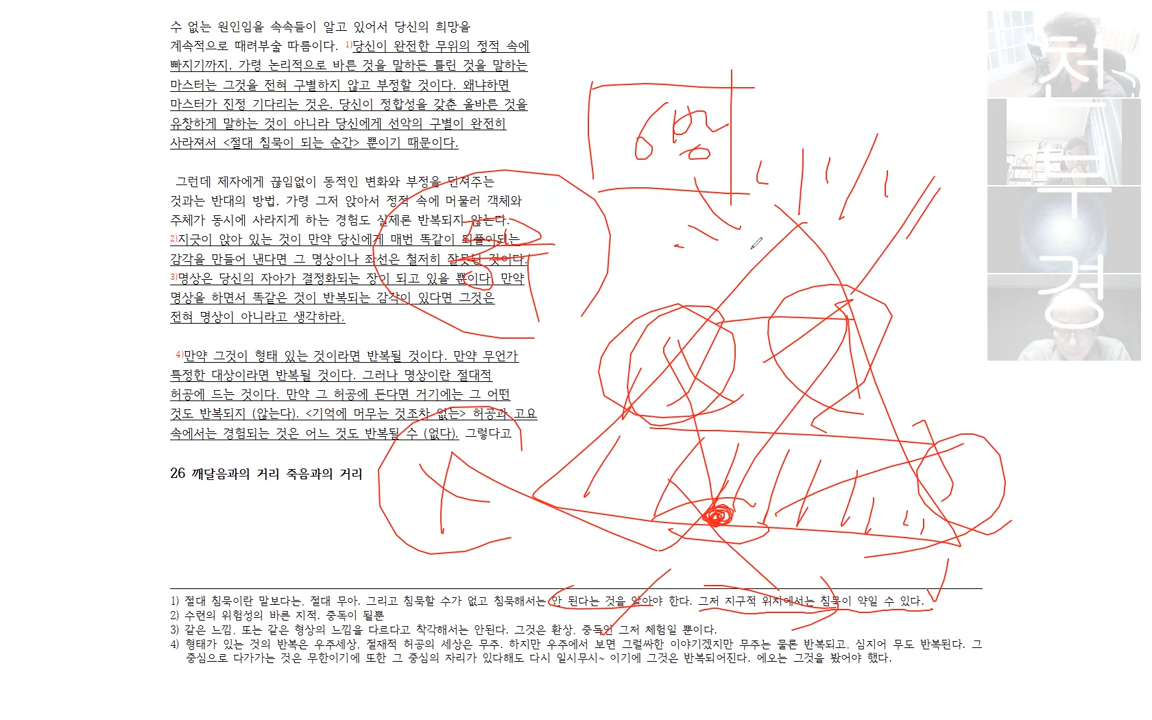 수 없는 원인임을 속속들이 알고 있어서 당신의 희망을
계속적으로 때려부술 따름이다. 1)당신이 완전한 무위의 정적 속에
빠지기까지, 가령 논리적으로 바른 것을 말하든 틀린 것을 말하는
마스터는 그것을 전혀 구별하지 않고 부정할 것이다. 왜냐하면
마스터가 진정 기다리는 것은, 당신이 정합성을 갖춘 올바른 것을
유창하게 말하는 것이 아니라 당신에게 선악의 구별이 완전히
사라져서 <절대 침묵이 되는 순간> 뿐이기 때문이다.
그런데 제자에게 끊임없이 동적인 변화와 부정을 던져주는
것과는 반대의 방법, 가령 그저 앉아서 정적 속에 머물러 객체와
주체가 동시에 사라지게 하는 경험도 실제론 반복되지 않는다.
2)지긋이 앉아 있는 것이 만약 당신에게 매번 똑같이 되풀이되는
감각을 만들어 낸다면 그 명상이나 좌선은 철저히 잘못된 것이다.
3)명상은 당신의 자아가 결정화되는 장이 되고 있을 뿐이다. 만약
명상을 하면서 똑같은 것이 반복되는 감각이 있다면 그것은
전혀 명상이 아니라고 생각하라.
4)만약 그것이 형태 있는 것이라면 반복될 것이다. 만약 무언가
특정한 대상이라면 반복될 것이다. 그러나 명상이란 절대적
허공에 드는 것이다. 만약 그 허공에 든다면 거기에는 그 어떤
것도 반복되지 (않는다). <기억에 머무는 것조차 없는> 허공과 고요
속에서는 경험되는 것은 어느 것도 반복될 수 (없다). 그렇다고
26 깨달음과의 거리 죽음과의 거리
1) 절대 침묵이란 말보다는, 절대 무아, 그리고 침묵할 수가 없고 침묵해서는 안 된다는 것을 알아야 한다. 그저 지구적 위치에서는 침묵이 약일 수 있다.
2) 수련의 위험성의 바른 지적, 중독이 될뿐
3) 같은 느낌, 또는 같은 형상의 느낌을 다르다고 착각해서는 안된다. 그것은 환상, 중독인 그저 체험일 뿐이다.
4) 형태가 있는 것의 반복은 우주세상, 절재적 허공의 세상은 무주, 하지만 우주에서 보면 그럴싸한 이야기겠지만 무주는 물론 반복되고, 심지어 무도 반복된다. 그
중심으로 다가가는 것은 무한이기에 또한 그 중심의 자리가 있다해도 다시 일시무시~ 이기에 그것은 반복되어진다. 에오는 그것을 봤어야 했다.
6방
천
부
경